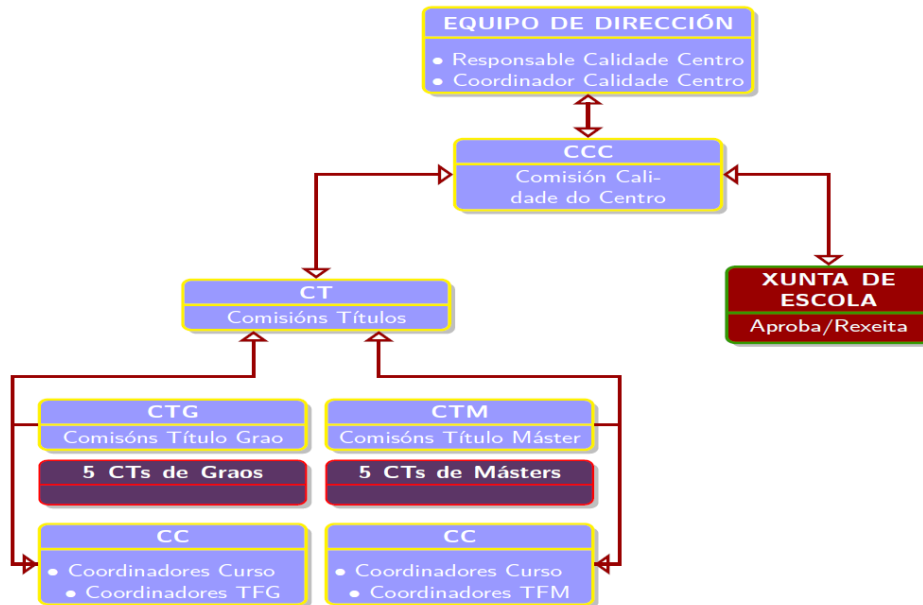 EQUIPO DE DIRECCIÓN
• Responsable Calidade Centro
• Coordinador Calidade Centro
CCC
Comisión Cali-
dade do Centro
XUNTA DE
ESCOLA
Aproba/Rexeita
CT
Comisións Títulos
CTG
Comisóns Título Grao
CTM
Comisóns Título Máster
5 CTs de Graos
5 CTs de Másters
CC
• Coordinadores Curso
• Coordinadores TFG
CC
• Coordinadores Curso
• Coordinadores TFM